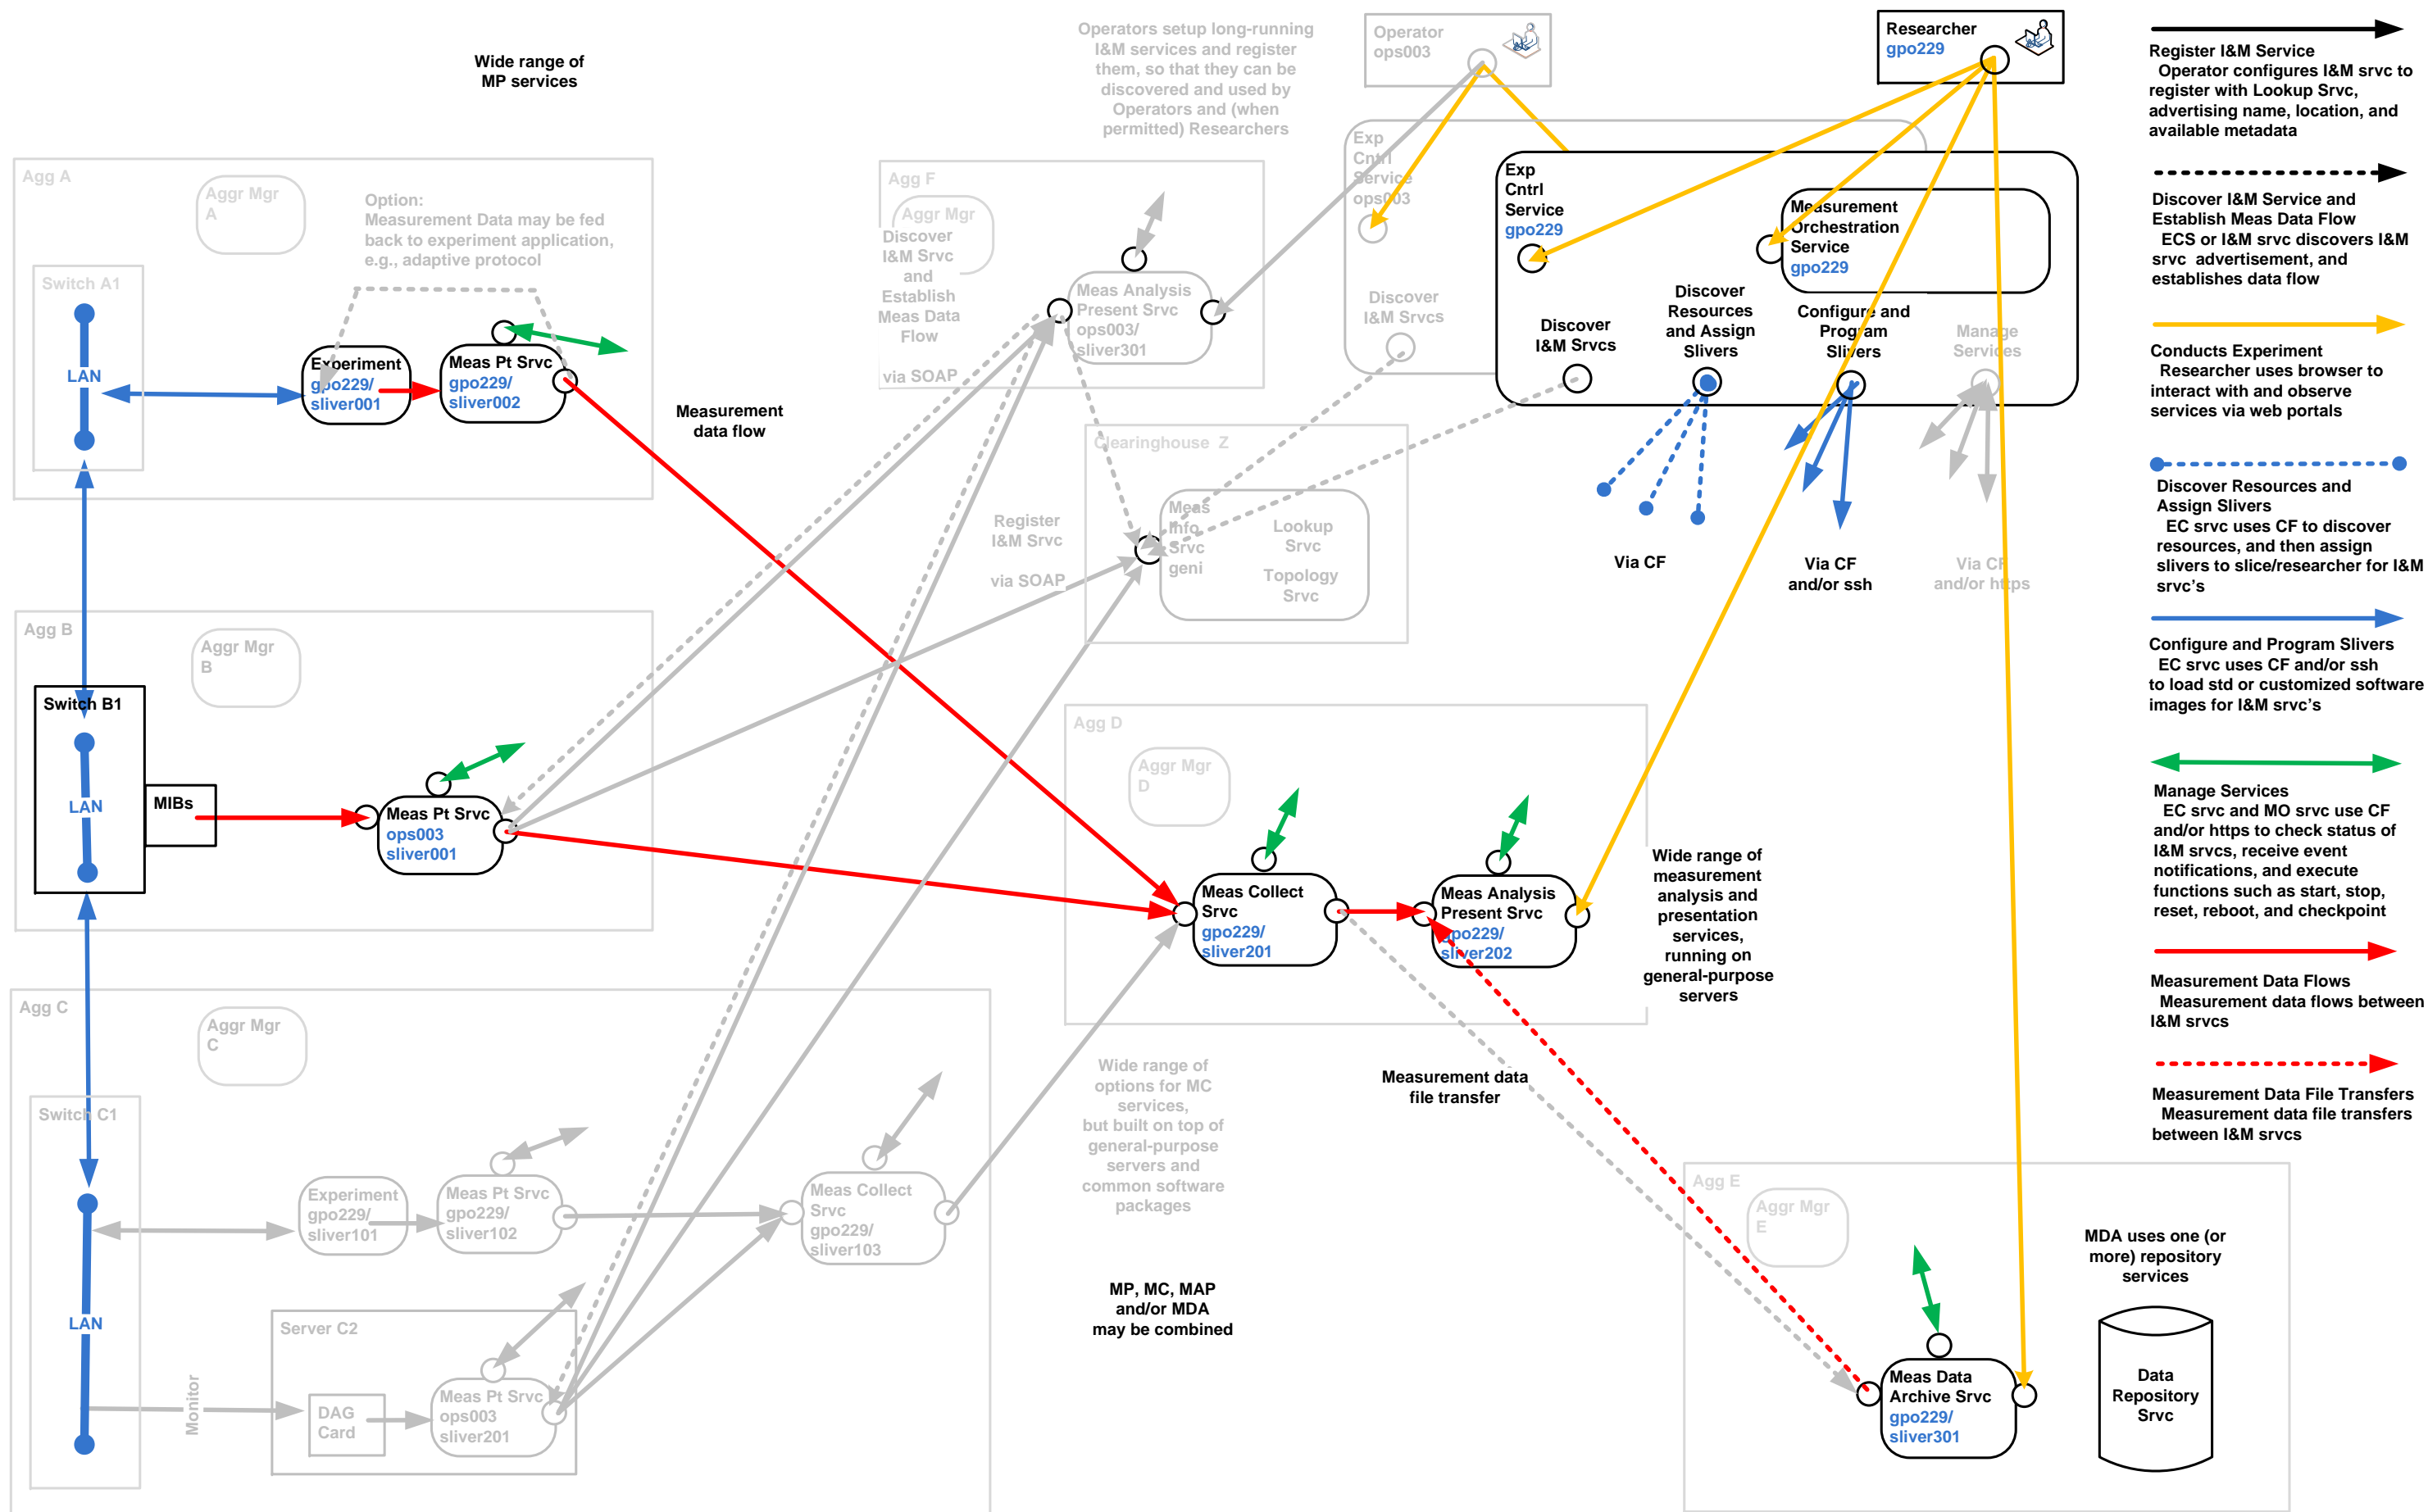 Wide range of
MP services
Operators setup long-running
I&M services and register
them, so that they can be
discovered and used by
Operators and (when
permitted) Researchers
Operator
ops003
Researcher
gpo229
Register I&M Service
Operator configures I&M srvc to
register with Lookup Srvc,
advertising name, location, and
available metadata
Discover I&M Service and
Establish Meas Data Flow
ECS or I&M srvc discovers I&M
srvc advertisement, and
establishes data flow
Conducts Experiment
Researcher uses browser to
interact with and observe
services via web portals
Discover Resources and
Assign Slivers
EC srvc uses CF to discover
resources, and then assign
slivers to slice/researcher for I&M
srvc's
Configure and Program Slivers
EC srvc uses CF and/or ssh
to load std or customized software
images for I&M srvc's
Manage Services
EC srvc and MO srvc use CF
and/or https to check status of
I&M srvcs, receive event
notifications, and execute
functions such as start, stop,
reset, reboot, and checkpoint
Measurement Data Flows
Measurement data flows between
I&M srvcs
Measurement Data File Transfers
Measurement data file transfers
between I&M srvcs
Agg A
Aggr Mgr
A
Option:
Measurement Data may be fed
back to experiment application,
e.g., adaptive protocol
Switch A1
LAN
Experiment
gpo229/
sliver001
Meas Pt Srvc
gpo229/
sliver002
Measurement
data flow
Agg F
Aggr Mgr
Discover
I&M Srvc
and
Establish
Meas Data
Flow
via SOAP
Meas Analysis
Present Srvc
ops003/
sliver301
Exp
Cntrl
Service
ops003
Discover
I&M Srvcs
Exp
Cntrl
Service
gpo229
Measurement
Orchestration
Service
gpo229
Discover
I&M Srvcs
Discover
Resources
and Assign
Slivers
Configure and
Program
Slivers
Manage
Services
Via CF
Via CF
and/or ssh
Via CF
and/or https
Clearinghouse Z
Meas
Info
Srvc
geni
Lookup
Srvc
Topology
Srvc
Register
I&M Srvc
via SOAP
Agg B
Aggr Mgr
B
Switch B1
LAN
MIBs
Meas Pt Srvc
ops003
sliver001
Agg D
Aggr Mgr
D
Meas Collect
Srvc
gpo229/
sliver201
Meas Analysis
Present Srvc
gpo229/
sliver202
Wide range of
measurement
analysis and
presentation
services,
running on
general-purpose
servers
Agg C
Aggr Mgr
C
Switch C1
LAN
Experiment
gpo229/
sliver101
Meas Pt Srvc
gpo229/
sliver102
Meas Collect
Srvc
gpo229/
sliver103
Monitor
Server C2
DAG
Card
Meas Pt Srvc
ops003
sliver201
Wide range of
options for MC
services,
but built on top of
general-purpose
servers and
common software
packages
Measurement data
file transfer
MP, MC, MAP
and/or MDA
may be combined
Agg E
Aggr Mgr
E
Meas Data
Archive Srvc
gpo229/
sliver301
MDA uses one (or
more) repository
services
Data
Repository
Srvc